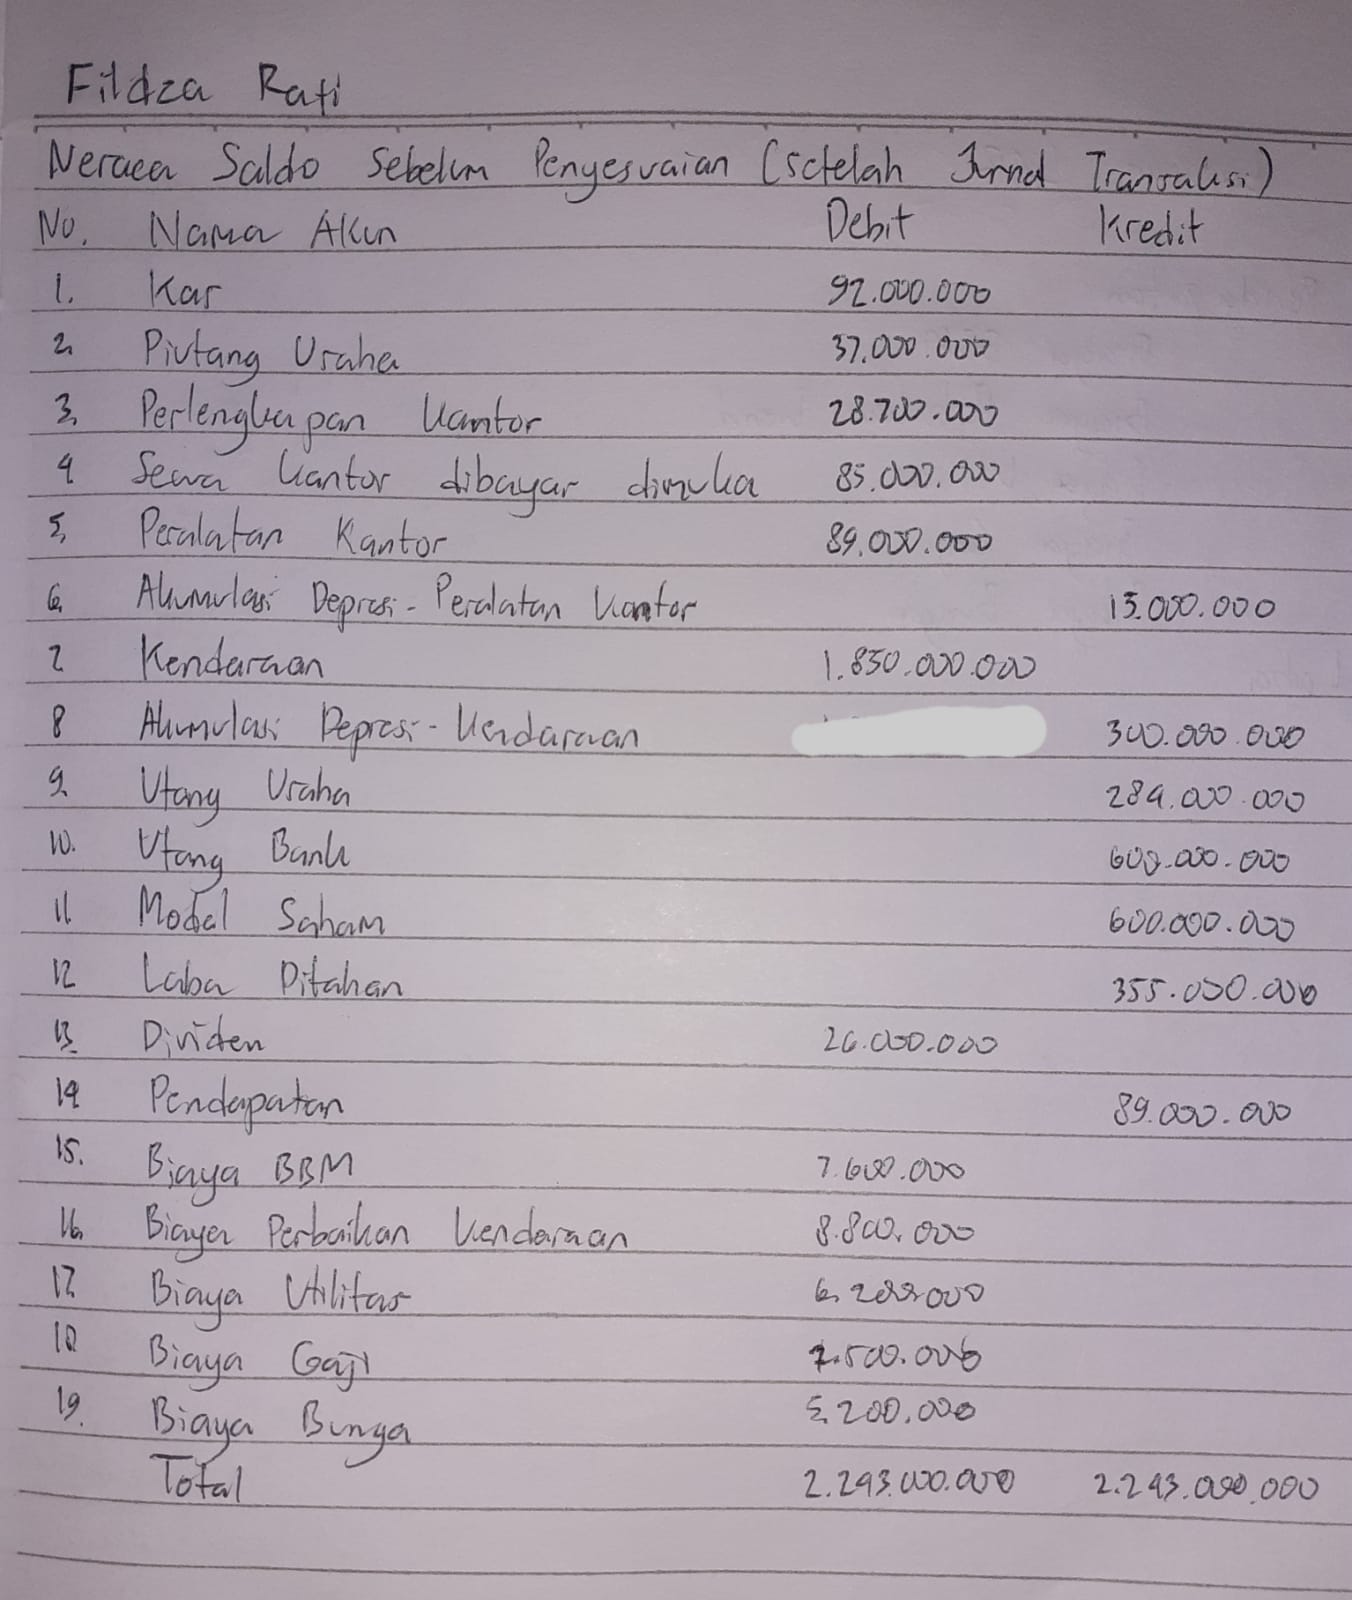 Fildza Rati
Neraca Saldo Sebelum Penyesuaian (Setelah Jurnal Transaksi)
No. Nama Akun Debit Kredit
1. Kas 92.000.000
2. Piutang Usaha 37.000.000
3. Perlengkapan Kantor 28.700.000
4 Sewa Kantor dibayar dimuka 85.000.000
5. Peralatan Kantor 89.000.000
6. Akumulasi Depresi - Peralatan Kantor 15.000.000
7 Kendaraan 1.850.000.000
8 Akumulasi Depresi - Kendaraan 300.000.000
9. Utang Usaha 284.000.000
10. Utang Bank 600.000.000
11 Modal Saham 600.000.000
12 Laba Ditahan 355.000.000
13. Dividen 26.000.000
14 Pendapatan 89.000.000
15. Biaya BBM 7.600.000
16. Biaya Perbaikan Kendaraan 8.800.000
17 Biaya Utilitas 6.200.000
18 Biaya Gaji 7.500.000
19. Biaya Bunga 5.200.000
Total 2.243.000.000 2.243.000.000